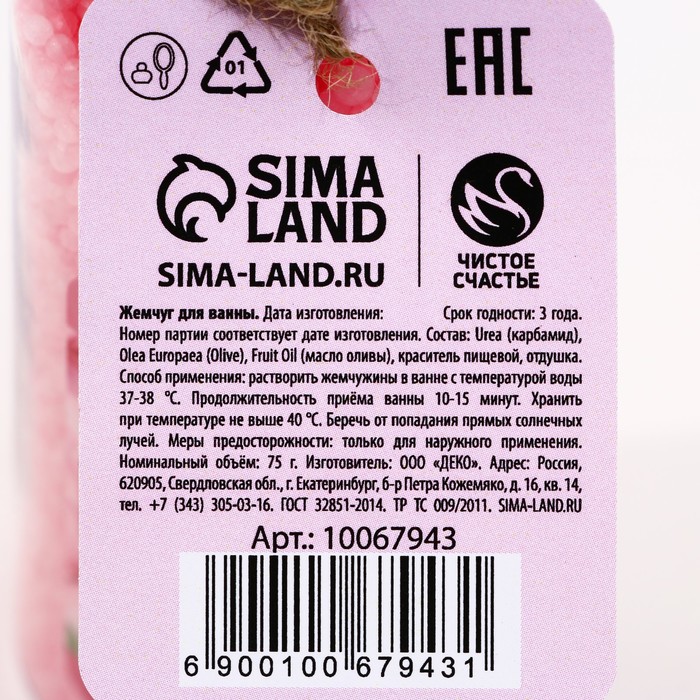 01
EAC
SIMA
LAND
SIMA-LAND.RU
ЧИСТОЕ
СЧАСТЬЕ
Жемчуг для ванны. Дата изготовления: Срок годности: 3 года.
Номер партии соответствует дате изготовления. Состав: Urea (карбамид),
Olea Europaea (Olive), Fruit Oil (масло оливы), краситель пищевой, отдушка.
Способ применения: растворить жемчужины в ванне с температурой воды
37-38 °С. Продолжительность приёма ванны 10-15 минут. Хранить
при температуре не выше 40 °С. Беречь от попадания прямых солнечных
лучей. Меры предосторожности: только для наружного применения.
Номинальный объём: 75 г. Изготовитель: ООО «ДЕКО». Адрес: Россия,
620905, Свердловская обл., г. Екатеринбург, б-р Петра Кожемяко, д. 16, кв. 14,
тел. +7 (343) 305-03-16. ГОСТ 32851-2014. ТР ТС 009/2011. SIMA-LAND.RU
Арт.: 10067943
6 900100 679431